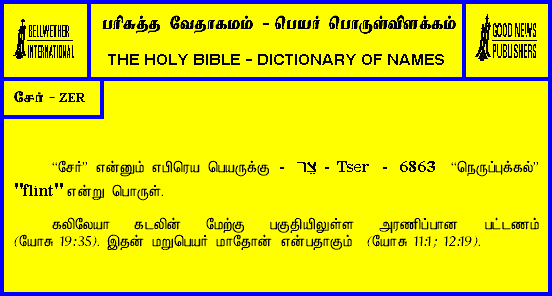 BELLWETHER
INTERNATIONAL
பரிசுத்த வேதாகமம் - பெயர் பொருள்விளக்கம்
THE HOLY BIBLE - DICTIONARY OF NAMES
GOOD NEWS
PUBLISHERS
சேர் - ZER
“சேர்” என்னும் எபிரெய பெயருக்கு - צֵר - Tser - 6863 “நெருப்புக்கல்”
"flint" என்று பொருள்.
கலிலேயா கடலின் மேற்கு பகுதியிலுள்ள அரணிப்பான பட்டணம்
(யோசு 19:35). இதன் மறுபெயர் மாதோன் என்பதாகும் (யோசு 11:1; 12:19).